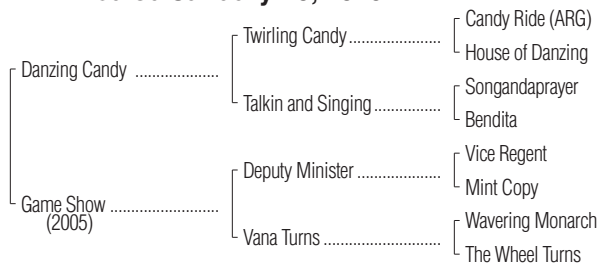 Candy Ride (ARG)
Twirling Candy
House of Danzing
Danzing Candy
Songandaprayer
Talkin and Singing
Bendita
Vice Regent
Deputy Minister
Mint Copy
Game Show
(2005)
Wavering Monarch
Vana Turns
The Wheel Turns